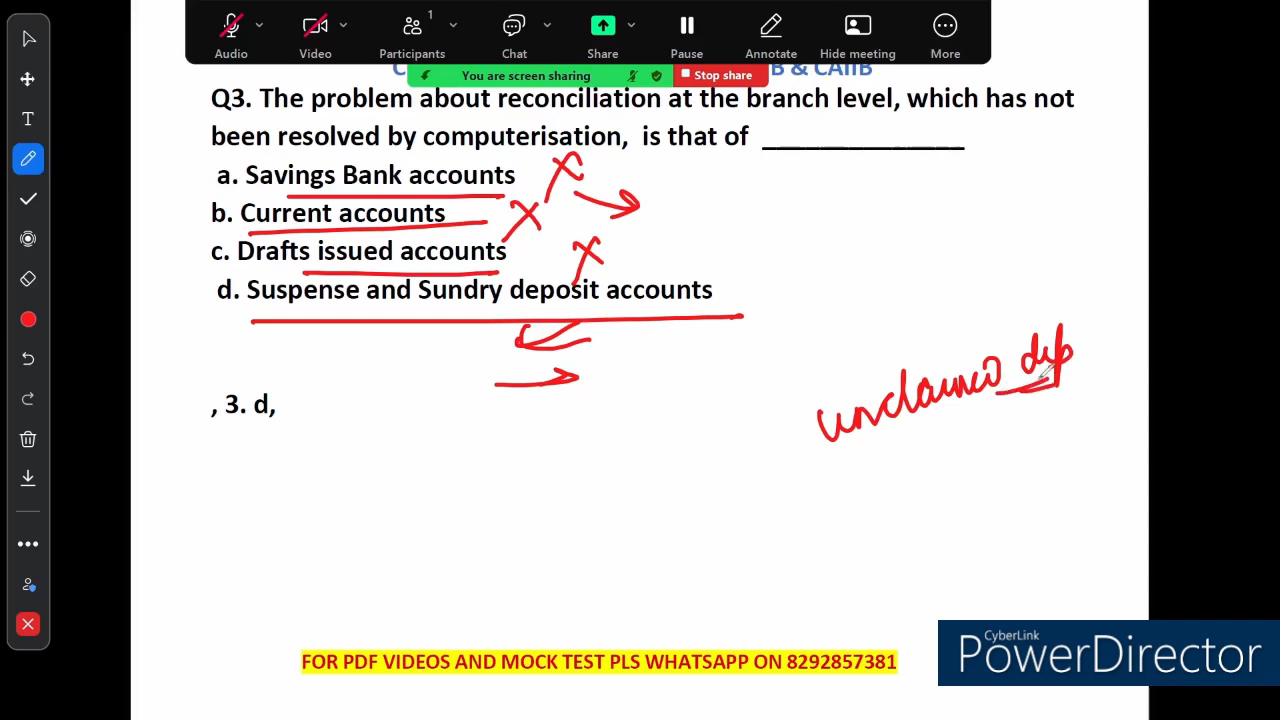 1
Audio Video Participants Chat Share Pause Annotate Hide meeting More
You are screen sharing Stop share
B & CAIIB
Q3. The problem about reconciliation at the branch level, which has not
been resolved by computerisation, is that of ______________
a. Savings Bank accounts
b. Current accounts
c. Drafts issued accounts
d. Suspense and Sundry deposit accounts
dep
, 3. d,
FOR PDF VIDEOS AND MOCK TEST PLS WHATSAPP ON 8292857381
CyberLink
PowerDirector